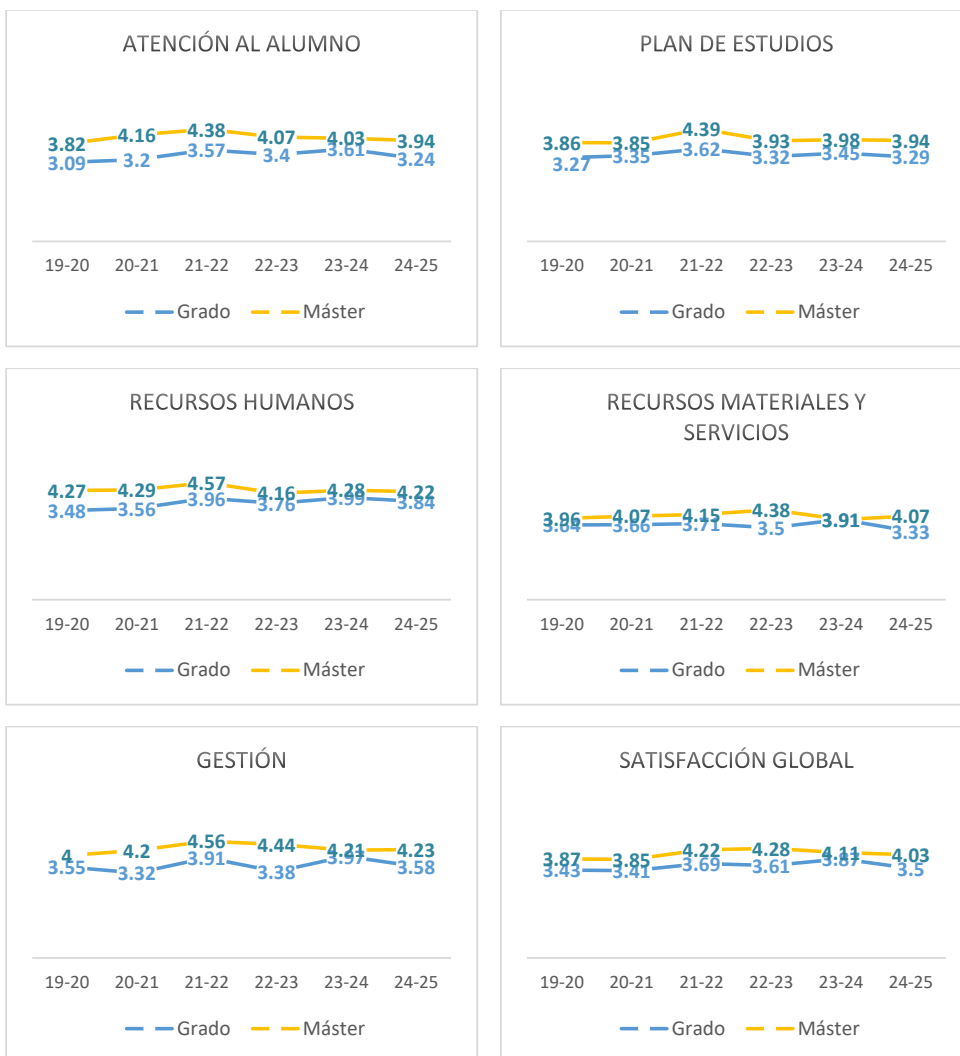 ATENCIÓN AL ALUMNO
3.82 4.16 4.38 4.07 4.03 3.94
3.09 3.2 3.57 3.4 3.61 3.24
19-20 20-21 21-22 22-23 23-24 24-25
Grado Máster
PLAN DE ESTUDIOS
3.86 3.85 4.39 3.93 3.98 3.94
3.27 3.35 3.62 3.32 3.45 3.29
19-20 20-21 21-22 22-23 23-24 24-25
Grado Máster
RECURSOS HUMANOS
4.27 4.29 4.57 4.16 4.28 4.22
3.48 3.56 3.96 3.76 3.99 3.84
19-20 20-21 21-22 22-23 23-24 24-25
Grado Máster
RECURSOS MATERIALES Y
SERVICIOS
3.96 4.07 4.15 4.38 3.91 4.07
3.64 3.66 3.71 3.5 3.33
19-20 20-21 21-22 22-23 23-24 24-25
Grado Máster
GESTIÓN
4 4.2 4.56 4.44 4.21 4.23
3.55 3.32 3.91 3.38 3.97 3.58
19-20 20-21 21-22 22-23 23-24 24-25
Grado Máster
SATISFACCIÓN GLOBAL
3.87 3.85 4.22 4.28 4.11 4.03
3.43 3.41 3.69 3.61 3.87 3.5
19-20 20-21 21-22 22-23 23-24 24-25
Grado Máster